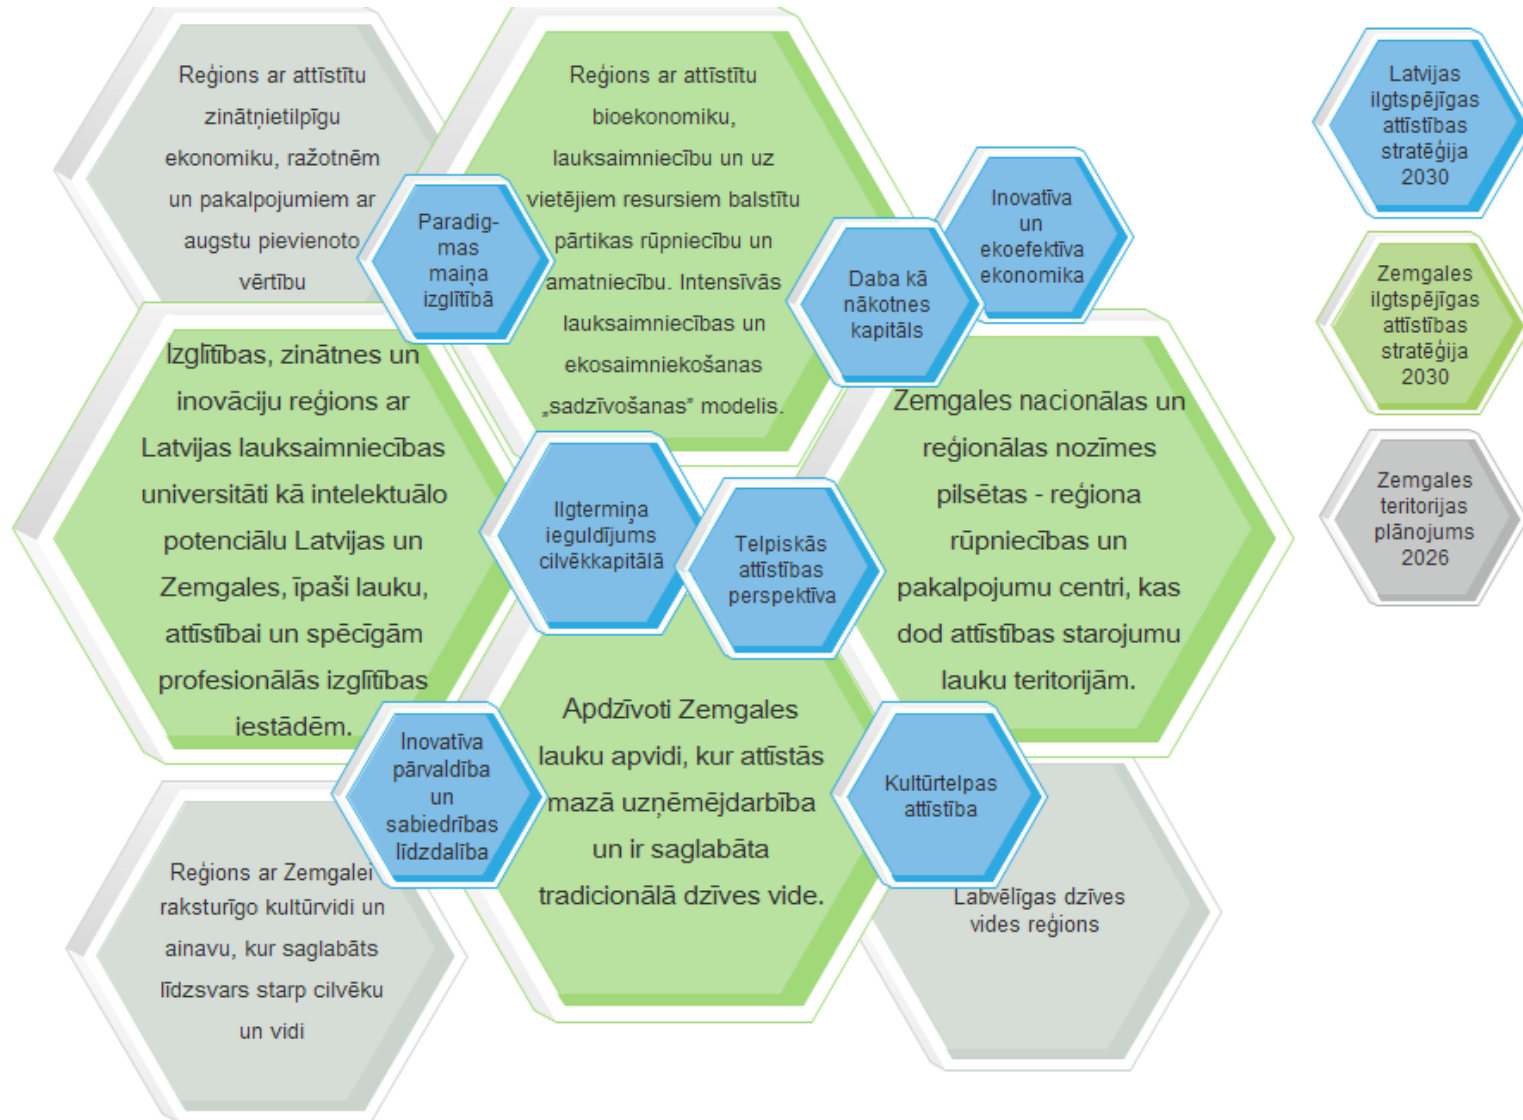 Reģions ar attīstītu
zinātņietilpīgu
ekonomiku, ražotnēm
un pakalpojumiem ar
augstu pievienoto
vērtību
Reģions ar attīstītu
bioekonomiku,
lauksaimniecību un uz
vietējiem resursiem balstītu
pārtikas rūpniecību un
amatniecību. Intensīvās
lauksaimniecības un
ekosaimniekošanas
„sadzīvošanas” modelis.
Paradig-
mas
maiņa
izglītībā
Daba kā
nākotnes
kapitāls
Inovatīva
un
ekoefektīva
ekonomika
Izglītības, zinātnes un
inovāciju reģions ar
Latvijas lauksaimniecības
universitāti kā intelektuālo
potenciālu Latvijas un
Zemgales, īpaši lauku,
attīstībai un spēcīgām
profesionālās izglītības
iestādēm.
Ilgtermiņa
ieguldījums
cilvēkkapitālā
Telpiskās
attīstības
perspektīva
Zemgales nacionālas un
reģionālas nozīmes
pilsētas - reģiona
rūpniecības un
pakalpojumu centri, kas
dod attīstības starojumu
lauku teritorijām.
Inovatīva
pārvaldība
un
sabiedrības
līdzdalība
Apdzīvoti Zemgales
lauku apvidi, kur attīstās
mazā uzņēmējdarbība
un ir saglabāta
tradicionālā dzīves vide.
Kultūrtelpas
attīstība
Reģions ar Zemgalei
raksturīgo kultūrvidi un
ainavu, kur saglabāts
līdzsvars starp cilvēku
un vidi
Labvēlīgas dzīves
vides reģions
Latvijas
ilgtspējīgas
attīstības
stratēģija
2030
Zemgales
ilgtspējīgas
attīstības
stratēģija
2030
Zemgales
teritorijas
plānojums
2026